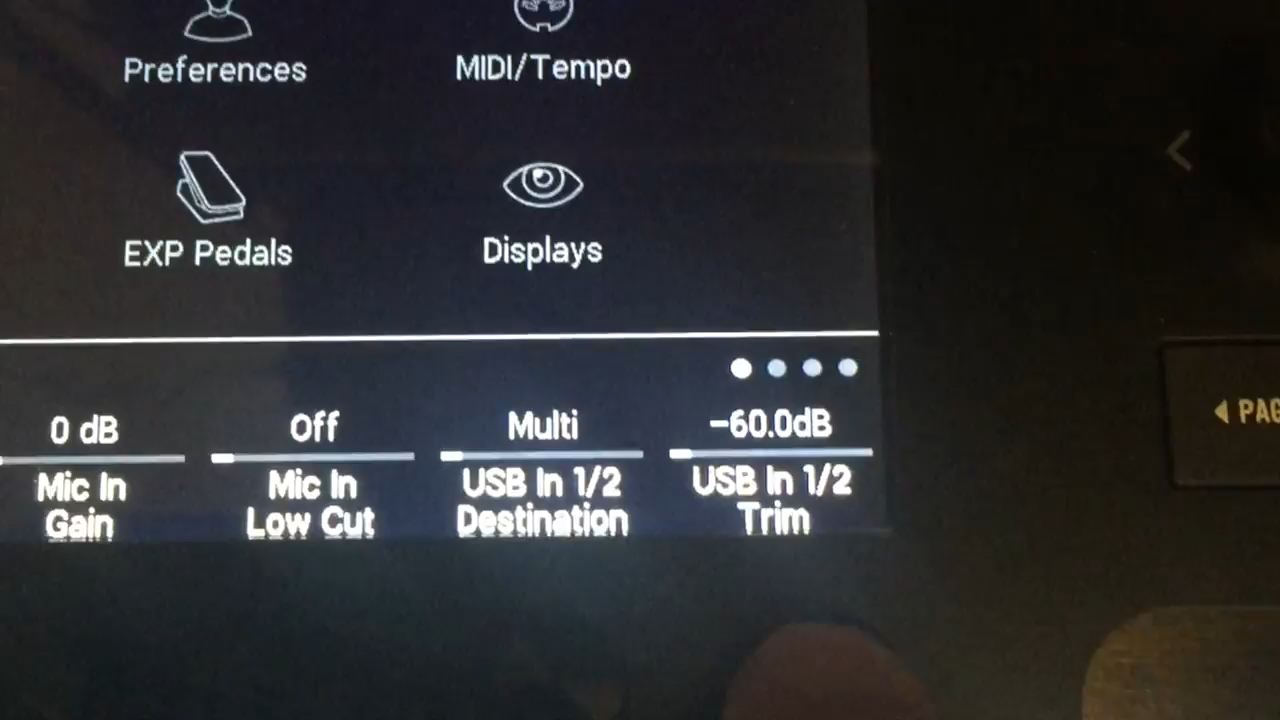 Preferences
MIDI/Tempo
EXP Pedals
Displays
0 dB
Off
Multi
-60.0dB
Mic In
Gain
Mic In
Low Cut
USB In 1/2
Destination
USB In 1/2
Trim